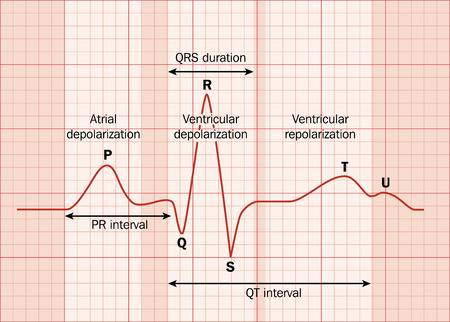 QRS duration
R
Atrial
depolarization
Ventricular
depolarization
Ventricular
repolarization
P
T
U
PR interval
Q
S
QT interval